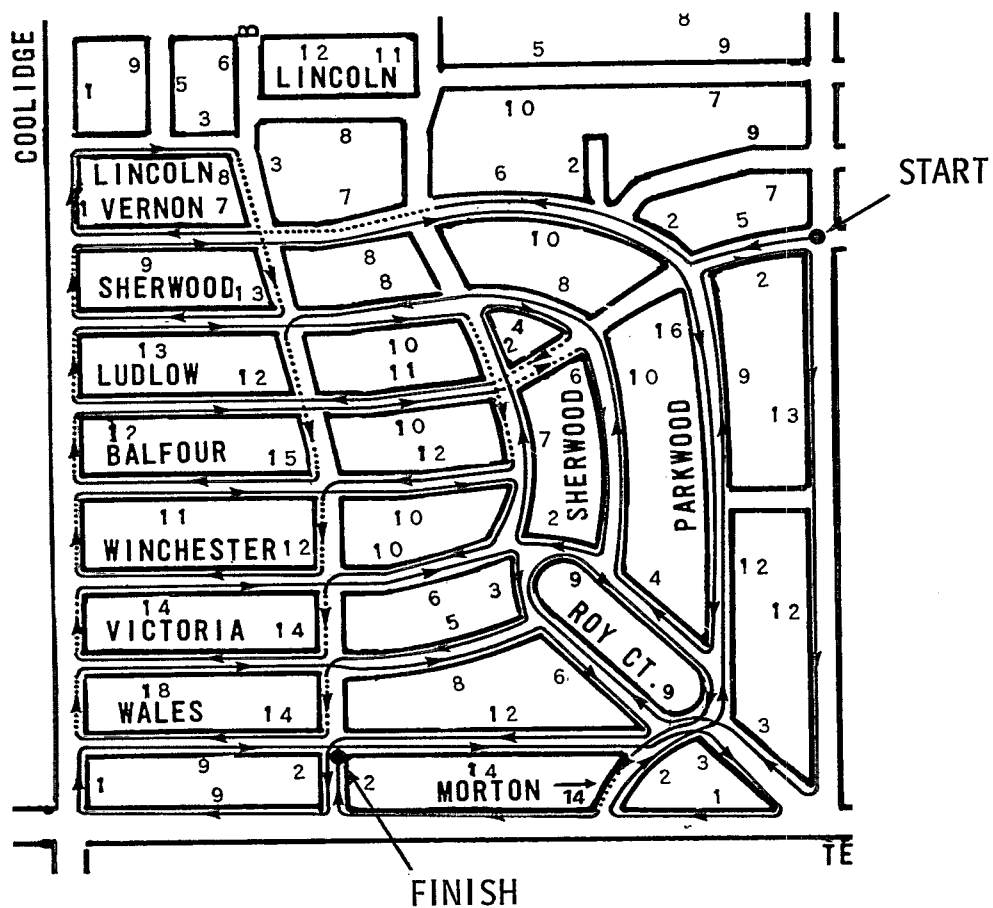 8
5 9
COOLIDGE
B
1 9
5 6
3
12 11
LINCOLN
10 7
9
3 8
7
2
6
START
LINCOLN 8
1 VERNON 7
2 5 7
10
8
9
SHERWOOD 13
8
8
2
4
2
16
13
LUDLOW 12
10
11
6
10
9
13
12
BALFOUR 15
10
12
7
SHERWOOD
2
PARKWOOD
4
11
WINCHESTER 12
10
10
12
12
14
VICTORIA 14
6 3
5
9
ROY CT. 9
18
WALES 14
8 6
12
3
9
1 9 2
2 14
MORTON → 14
2 3
1
TE
FINISH